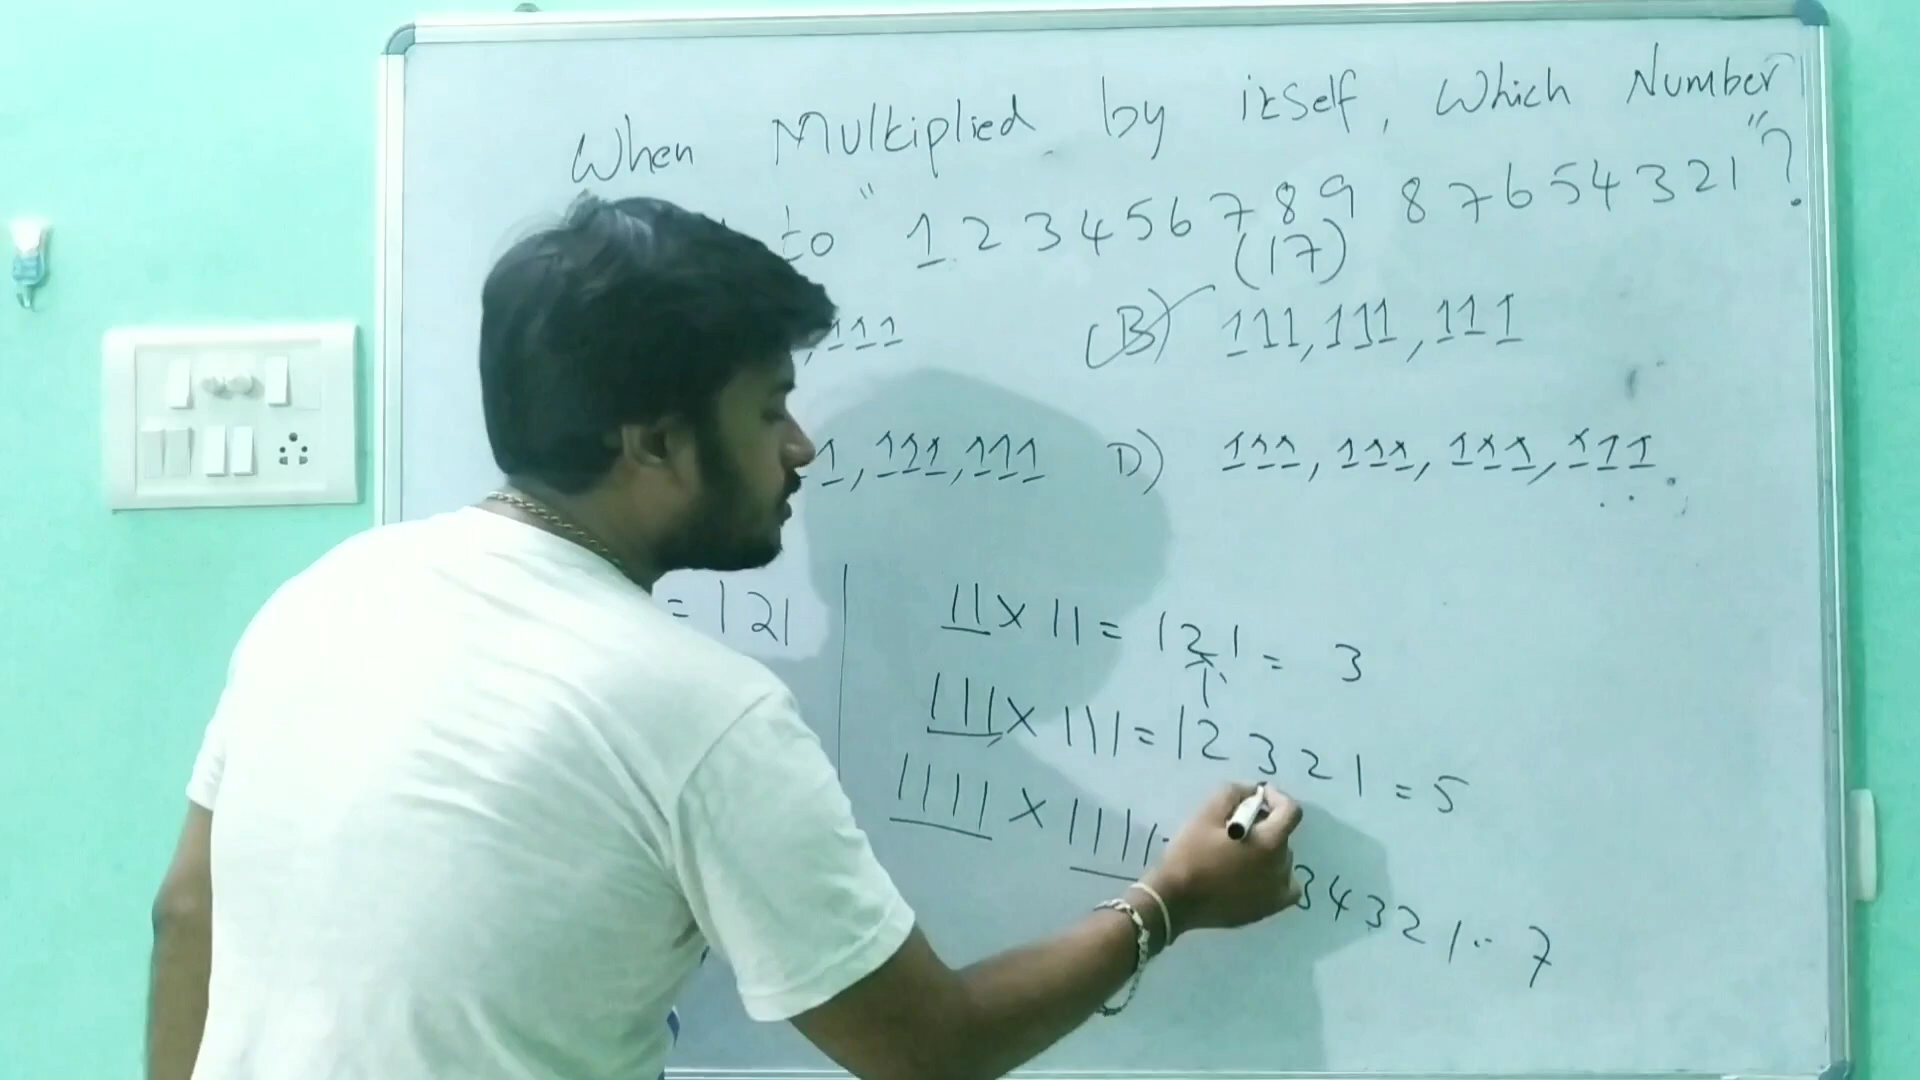 When Multiplied by itself, Which Number
to "12345678987654321"?
(17)
,111
(B) 111,111,111
1,111,111
D) 111,111,111,111
= 121
11 x 11 = 121 = 3
111 x 111 = 12321 = 5
1111 x 1111
34321 = 7